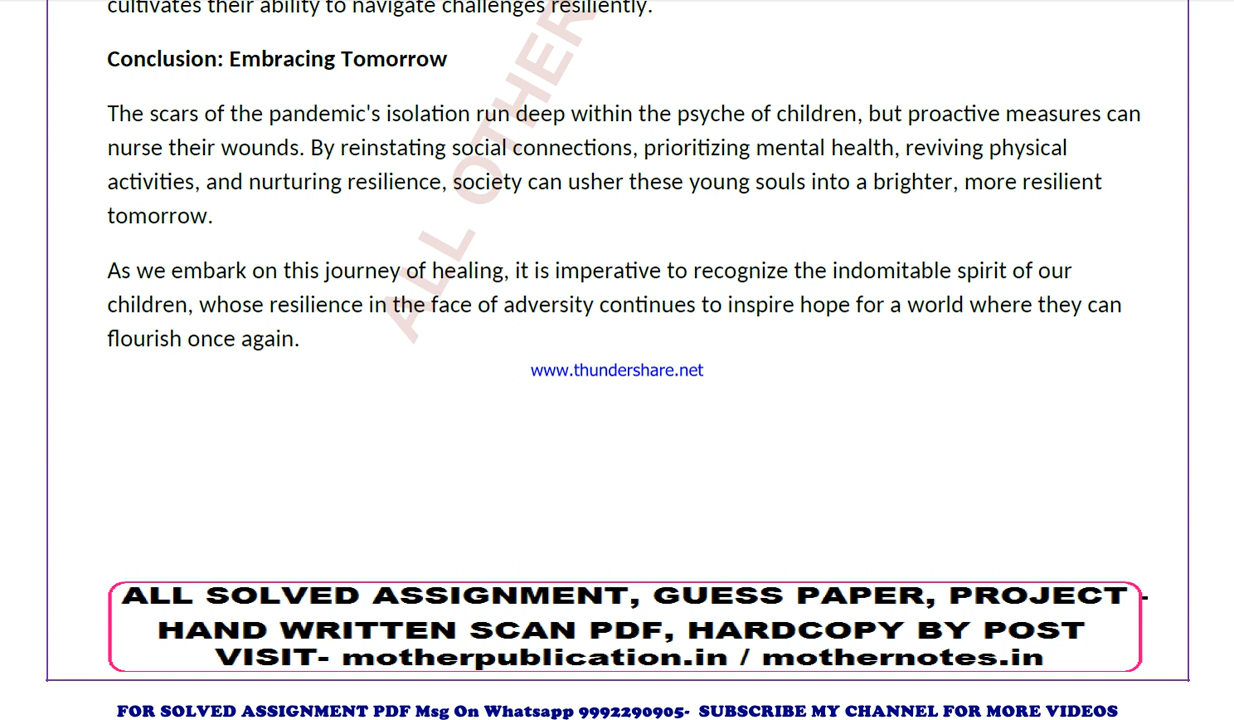 cultivates their ability to navigate challenges resiliently.
Conclusion: Embracing Tomorrow
The scars of the pandemic's isolation run deep within the psyche of children, but proactive measures can
nurse their wounds. By reinstating social connections, prioritizing mental health, reviving physical
activities, and nurturing resilience, society can usher these young souls into a brighter, more resilient
tomorrow.
As we embark on this journey of healing, it is imperative to recognize the indomitable spirit of our
children, whose resilience in the face of adversity continues to inspire hope for a world where they can
flourish once again.
ALL OTHER
www.thundershare.net
ALL SOLVED ASSIGNMENT, GUESS PAPER, PROJECT -
HAND WRITTEN SCAN PDF, HARDCOPY BY POST
VISIT- motherpublication.in / mothernotes.in
FOR SOLVED ASSIGNMENT PDF Msg On Whatsapp 9992290905- SUBSCRIBE MY CHANNEL FOR MORE VIDEOS